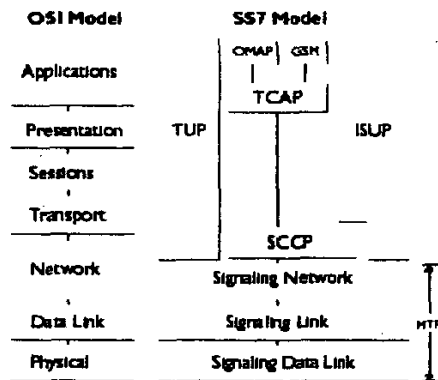 OSI Model SS7 Model
OMAP GSM
Applications
TCAP
Presentation TUP ISUP
Sessions
Transport
SCCP
Network Signaling Network
Data Link Signaling Link MTP
Physical Signaling Data Link